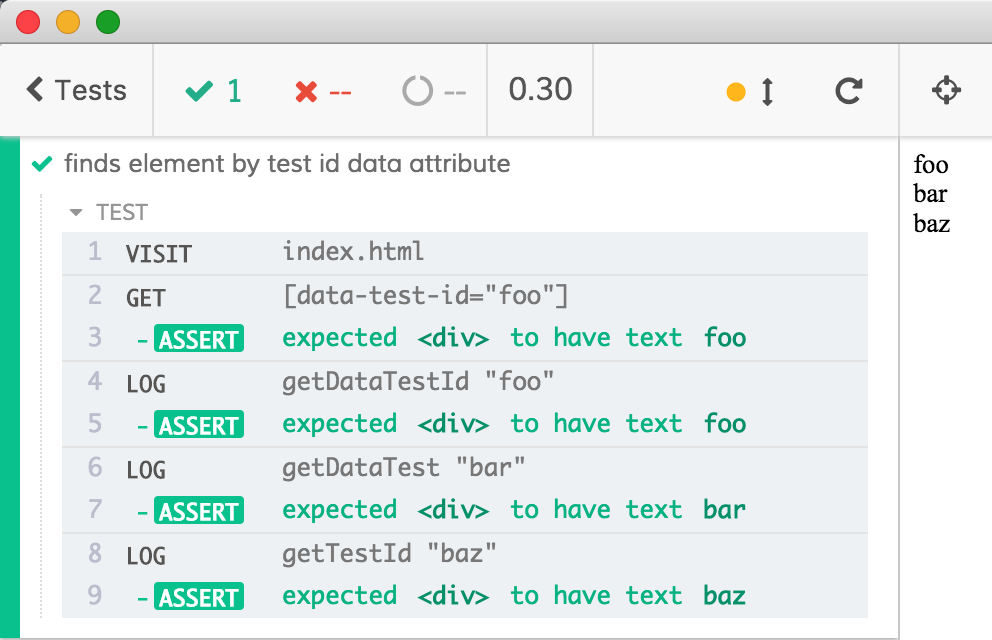 Tests 1 -- -- 0.30
finds element by test id data attribute
TEST
1 VISIT index.html
2 GET [data-test-id="foo"]
3 -ASSERT expected <div> to have text foo
4 LOG getDataTestId "foo"
5 -ASSERT expected <div> to have text foo
6 LOG getDataTest "bar"
7 -ASSERT expected <div> to have text bar
8 LOG getTestId "baz"
9 -ASSERT expected <div> to have text baz
foo
bar
baz